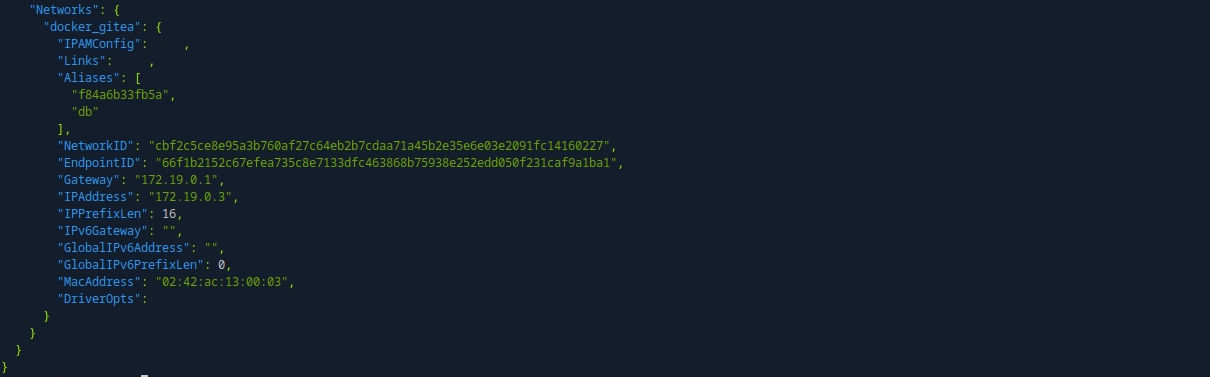 "Networks": {
"docker_gitea": {
"IPAMConfig": ,
"Links": ,
"Aliases": [
"f84a6b33fb5a",
"db"
],
"NetworkID": "cbf2c5ce8e95a3b760af27c64eb2b7cdaa71a45b2e35e6e03e2091fc14160227",
"EndpointID": "66f1b2152c67efea735c8e7133dfc463868b75938e252edd050f231caf9a1ba1",
"Gateway": "172.19.0.1",
"IPAddress": "172.19.0.3",
"IPPrefixLen": 16,
"IPv6Gateway": "",
"GlobalIPv6Address": "",
"GlobalIPv6PrefixLen": 0,
"MacAddress": "02:42:ac:13:00:03",
"DriverOpts":
}
}
}
}